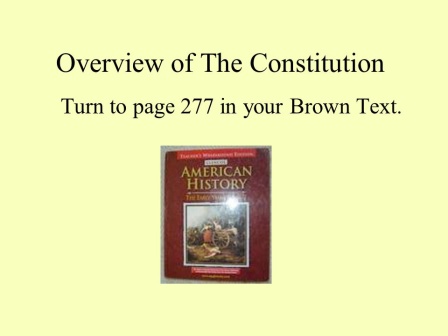 Overview of The Constitution
Turn to page 277 in your Brown Text.
TEACHER'S WRAPAROUND EDITION
GLENCOE
AMERICAN
HISTORY
THE EARLY